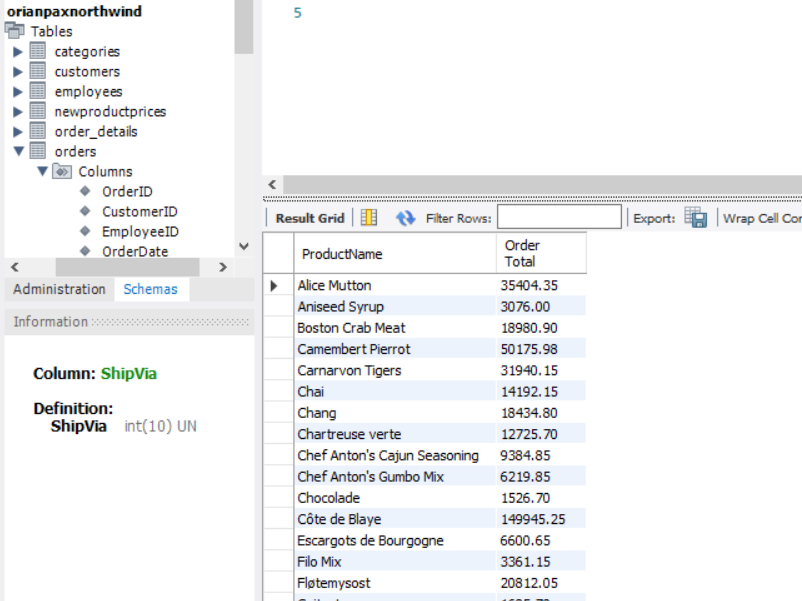 orianpaxnorthwind
Tables
categories
customers
employees
newproductprices
order_details
orders
Columns
OrderID
CustomerID
EmployeeID
OrderDate
Administration Schemas
Information
Column: ShipVia
Definition:
ShipVia int(10) UN
5
Result Grid Filter Rows: Export: Wrap Cell Con
ProductName Order
Total
Alice Mutton 35404.35
Aniseed Syrup 3076.00
Boston Crab Meat 18980.90
Camembert Pierrot 50175.98
Carnarvon Tigers 31940.15
Chai 14192.15
Chang 18434.80
Chartreuse verte 12725.70
Chef Anton's Cajun Seasoning 9384.85
Chef Anton's Gumbo Mix 6219.85
Chocolade 1526.70
Côte de Blaye 149945.25
Escargots de Bourgogne 6600.65
Filo Mix 3361.15
Fløtemysost 20812.05